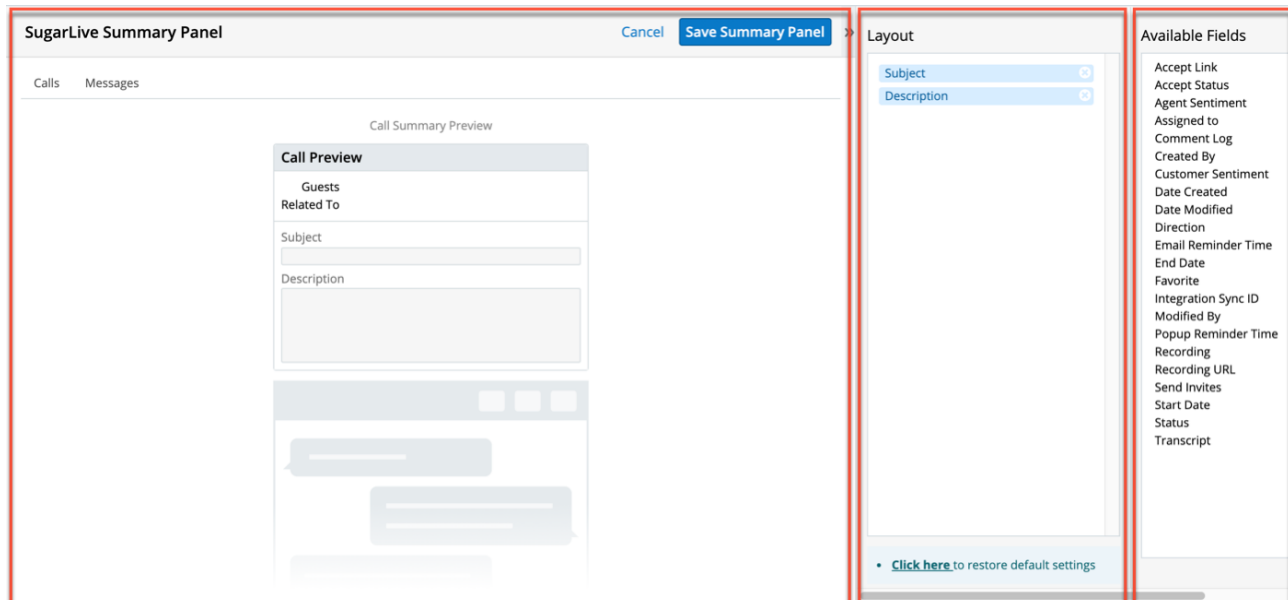 SugarLive Summary Panel
Cancel
Save Summary Panel
»
Calls
Messages
Call Summary Preview
Call Preview
Guests
Related To
Subject
Description
Layout
Subject
Description
• Click here to restore default settings
Available Fields
Accept Link
Accept Status
Agent Sentiment
Assigned to
Comment Log
Created By
Customer Sentiment
Date Created
Date Modified
Direction
Email Reminder Time
End Date
Favorite
Integration Sync ID
Modified By
Popup Reminder Time
Recording
Recording URL
Send Invites
Start Date
Status
Transcript